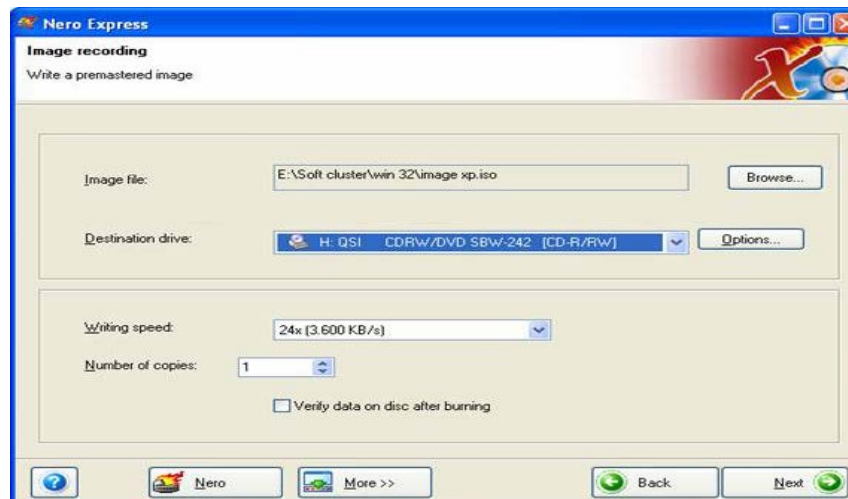 Nero Express
Image recording
Write a premastered image
Image file:
E:\Soft cluster\win 32\image xp.iso
Browse...
Destination drive:
H: QSI CDRW/DVD SBW-242 [CD-R/RW]
Options...
Writing speed:
24x (3.600 KB/s)
Number of copies:
1
Verify data on disc after burning
Nero
More >>
Back
Next